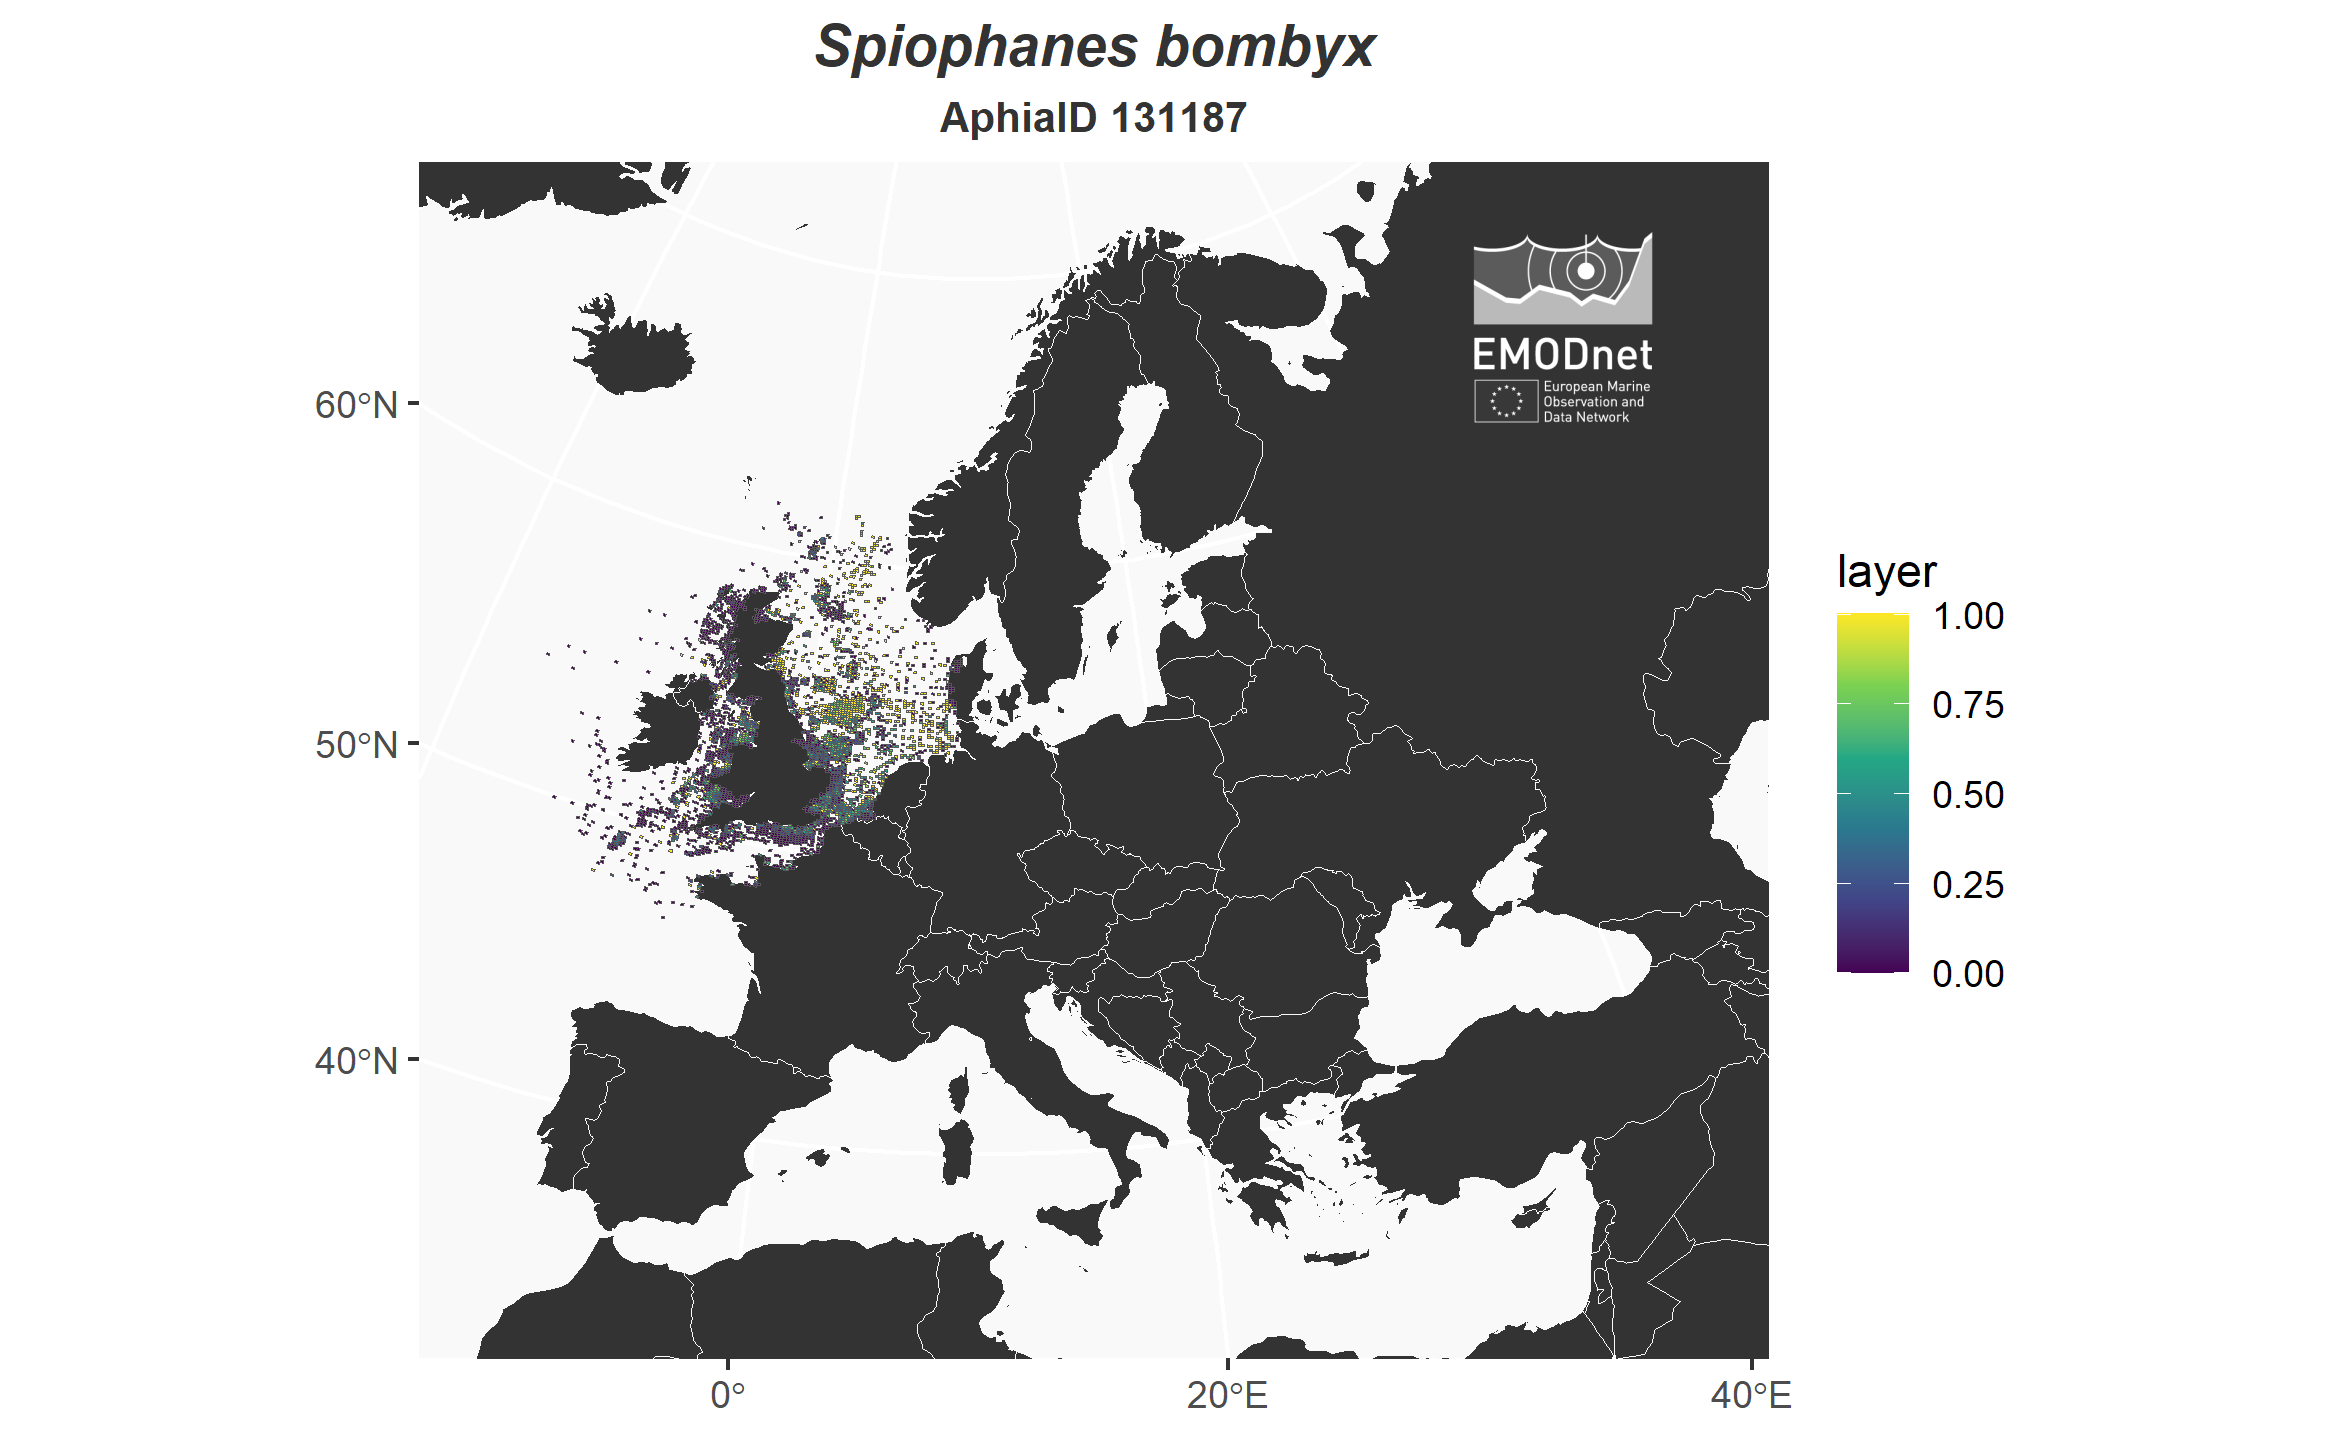 Spiophanes bombyx
AphiaID 131187
EMODnet
European Marine
Observation and
Data Network
60°N
50°N
40°N
0°
20°E
40°E
layer
1.00
0.75
0.50
0.25
0.00